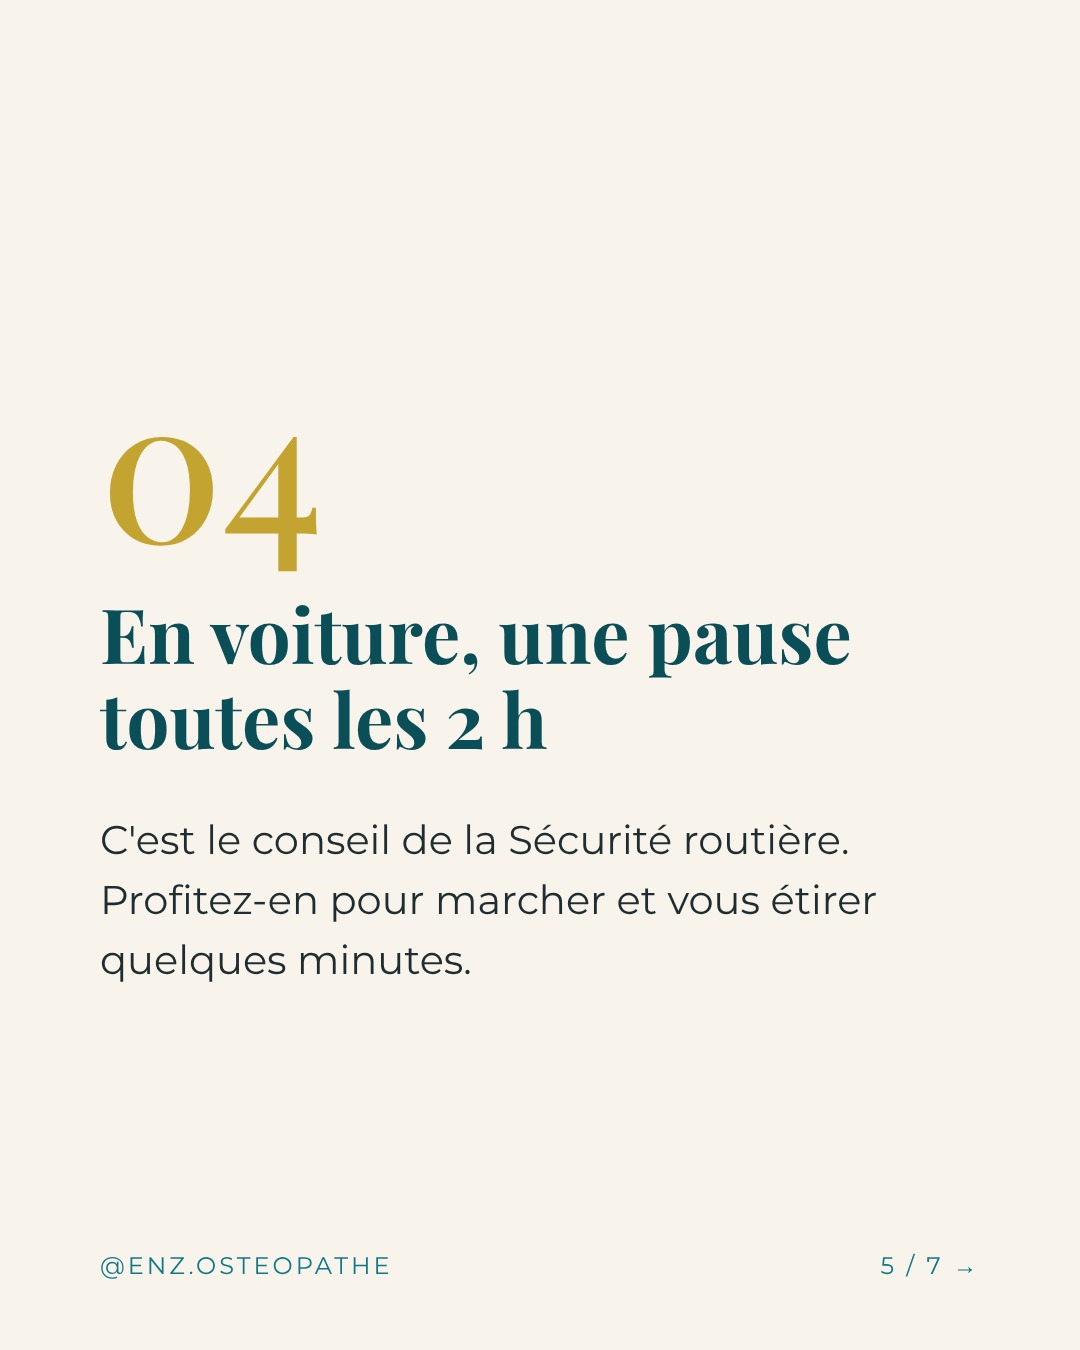 04
En voiture, une pause
toutes les 2 h
C'est le conseil de la Sécurité routière.
Profitez-en pour marcher et vous étirer
quelques minutes.
@ENZ.OSTEOPATHE
5 / 7 →